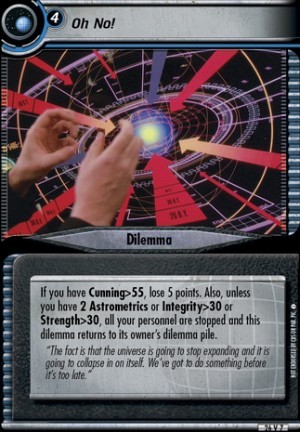 4
Oh No!
Dilemma
If you have Cunning>55, lose 5 points. Also, unless
you have 2 Astrometrics or Integrity>30 or
Strength>30, all your personnel are stopped and this
dilemma returns to its owner's dilemma pile.
"The fact is that the universe is going to stop expanding and it is
going to collapse in on itself. We've got to do something before
it's too late."
24 V 7